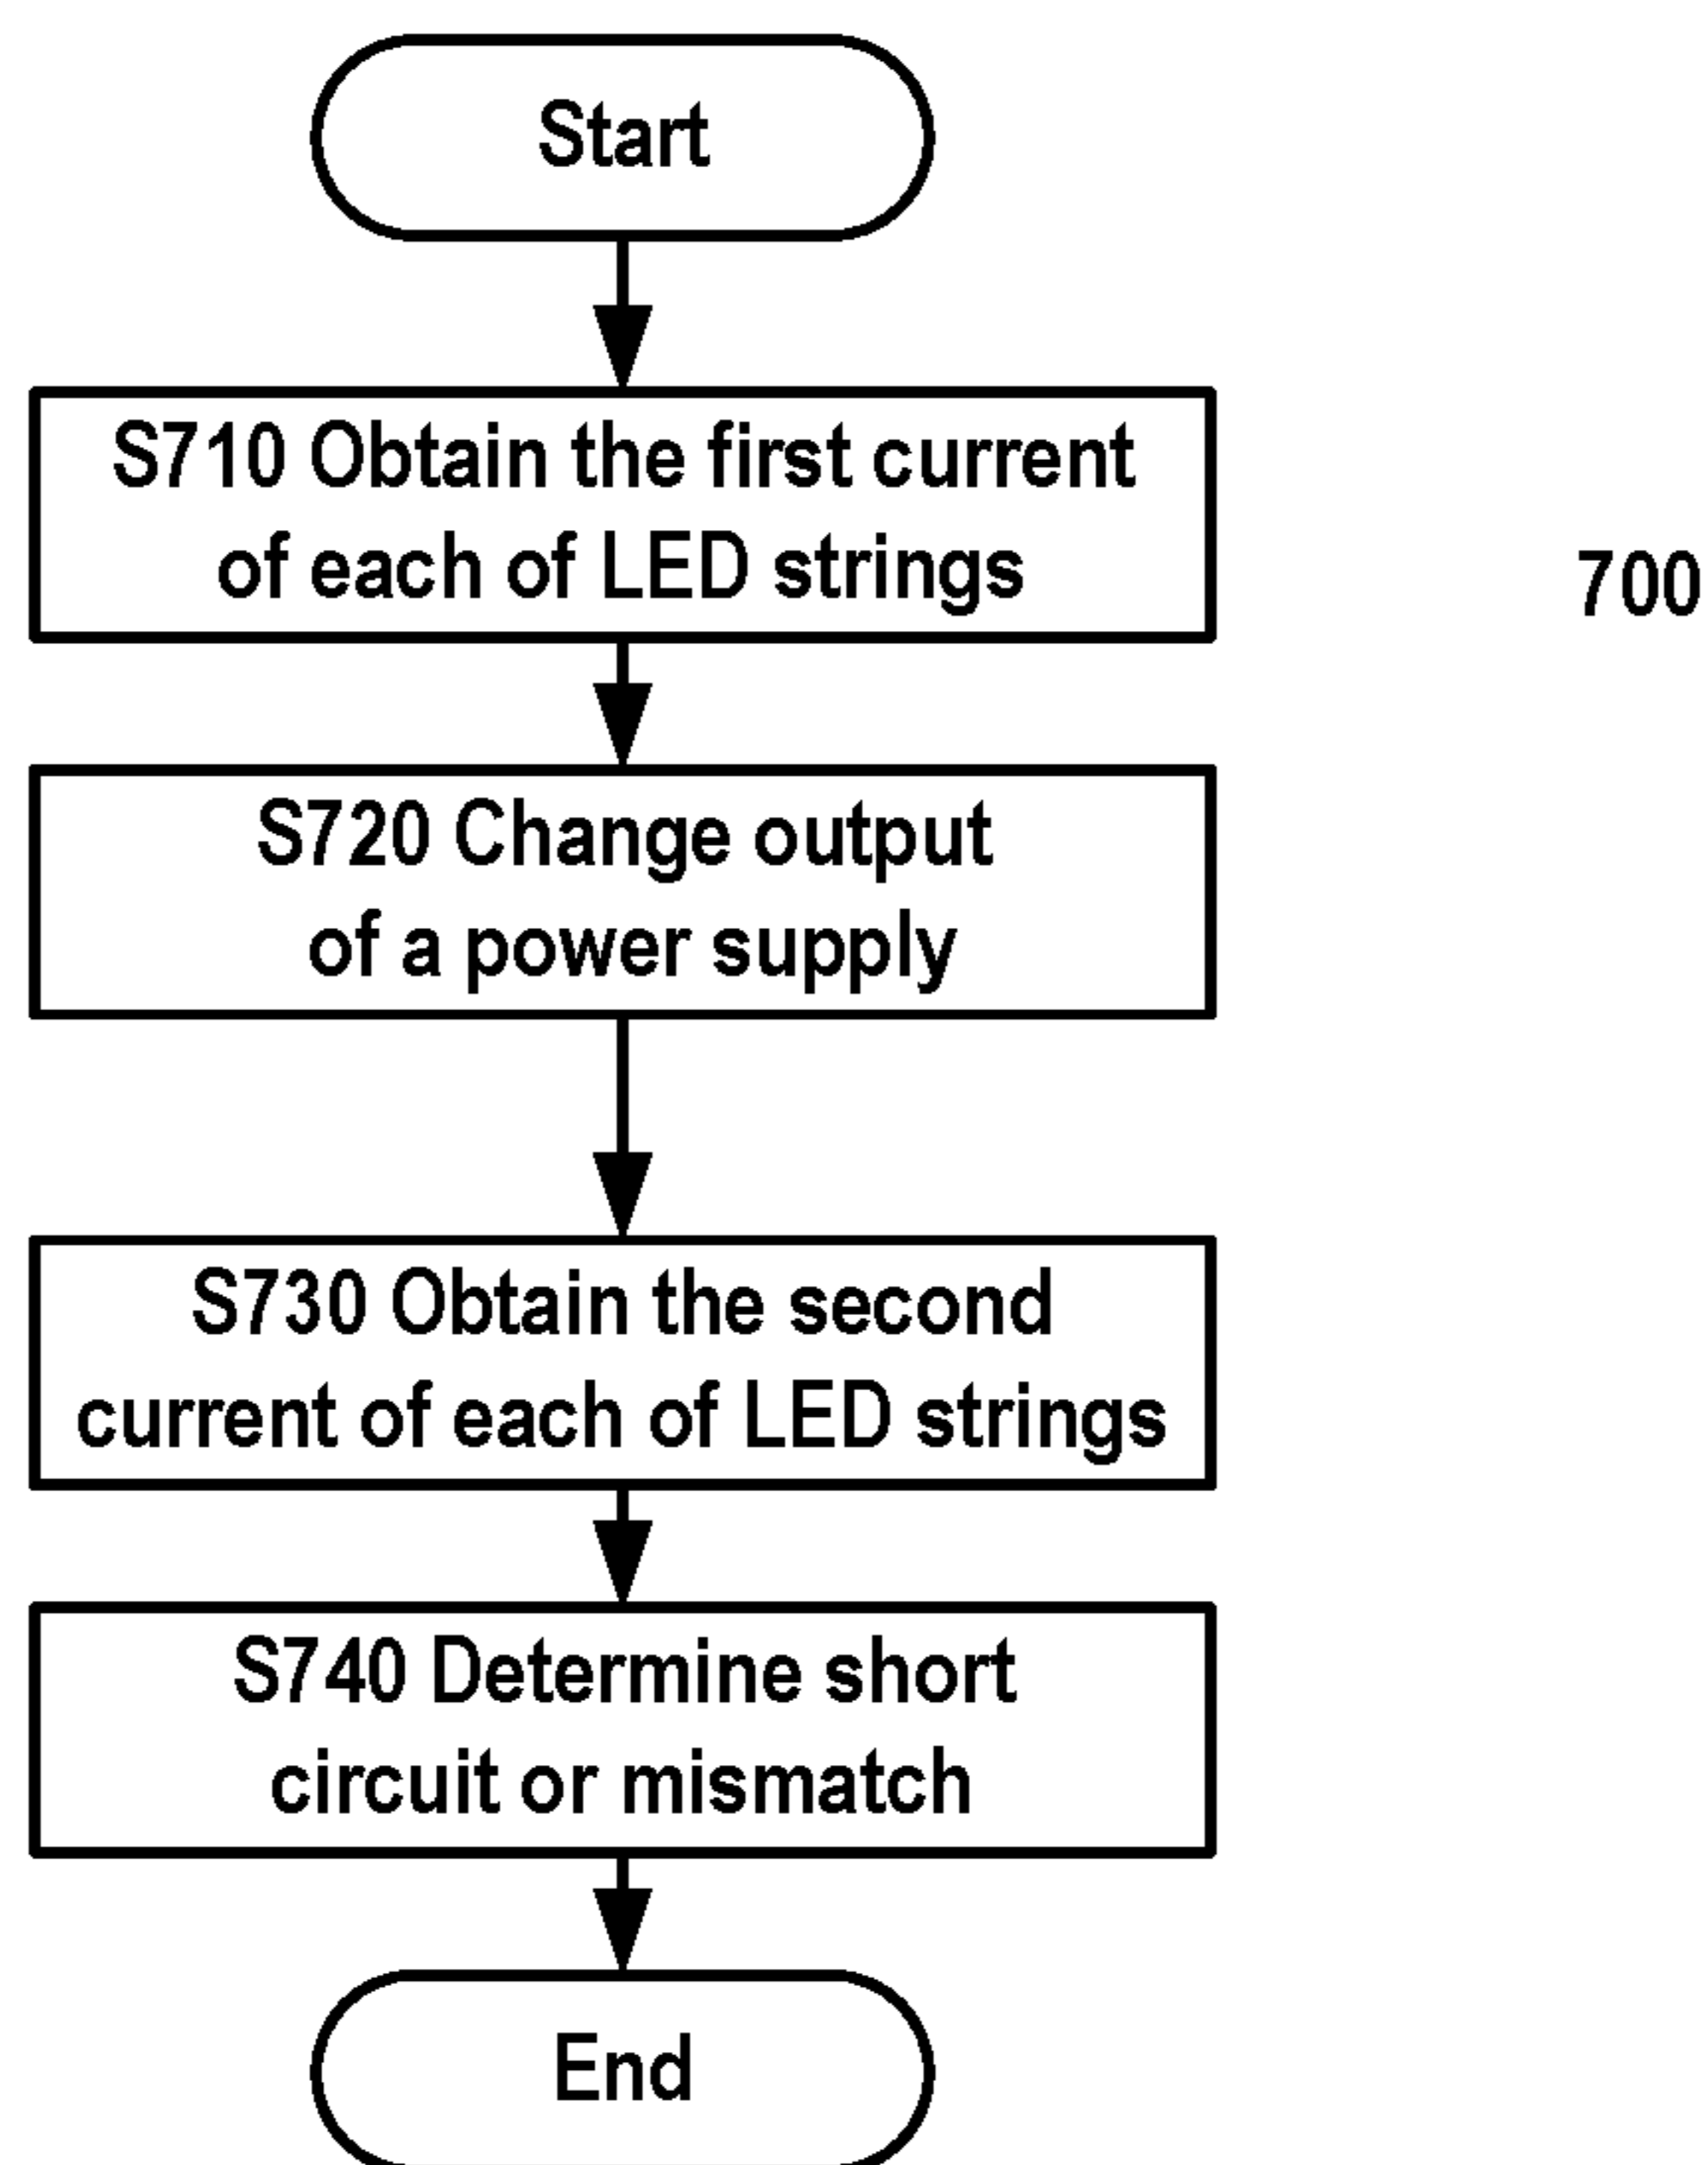 Start
S710 Obtain the first current
of each of LED strings
700
S720 Change output
of a power supply
S730 Obtain the second
current of each of LED strings
S740 Determine short
circuit or mismatch
End